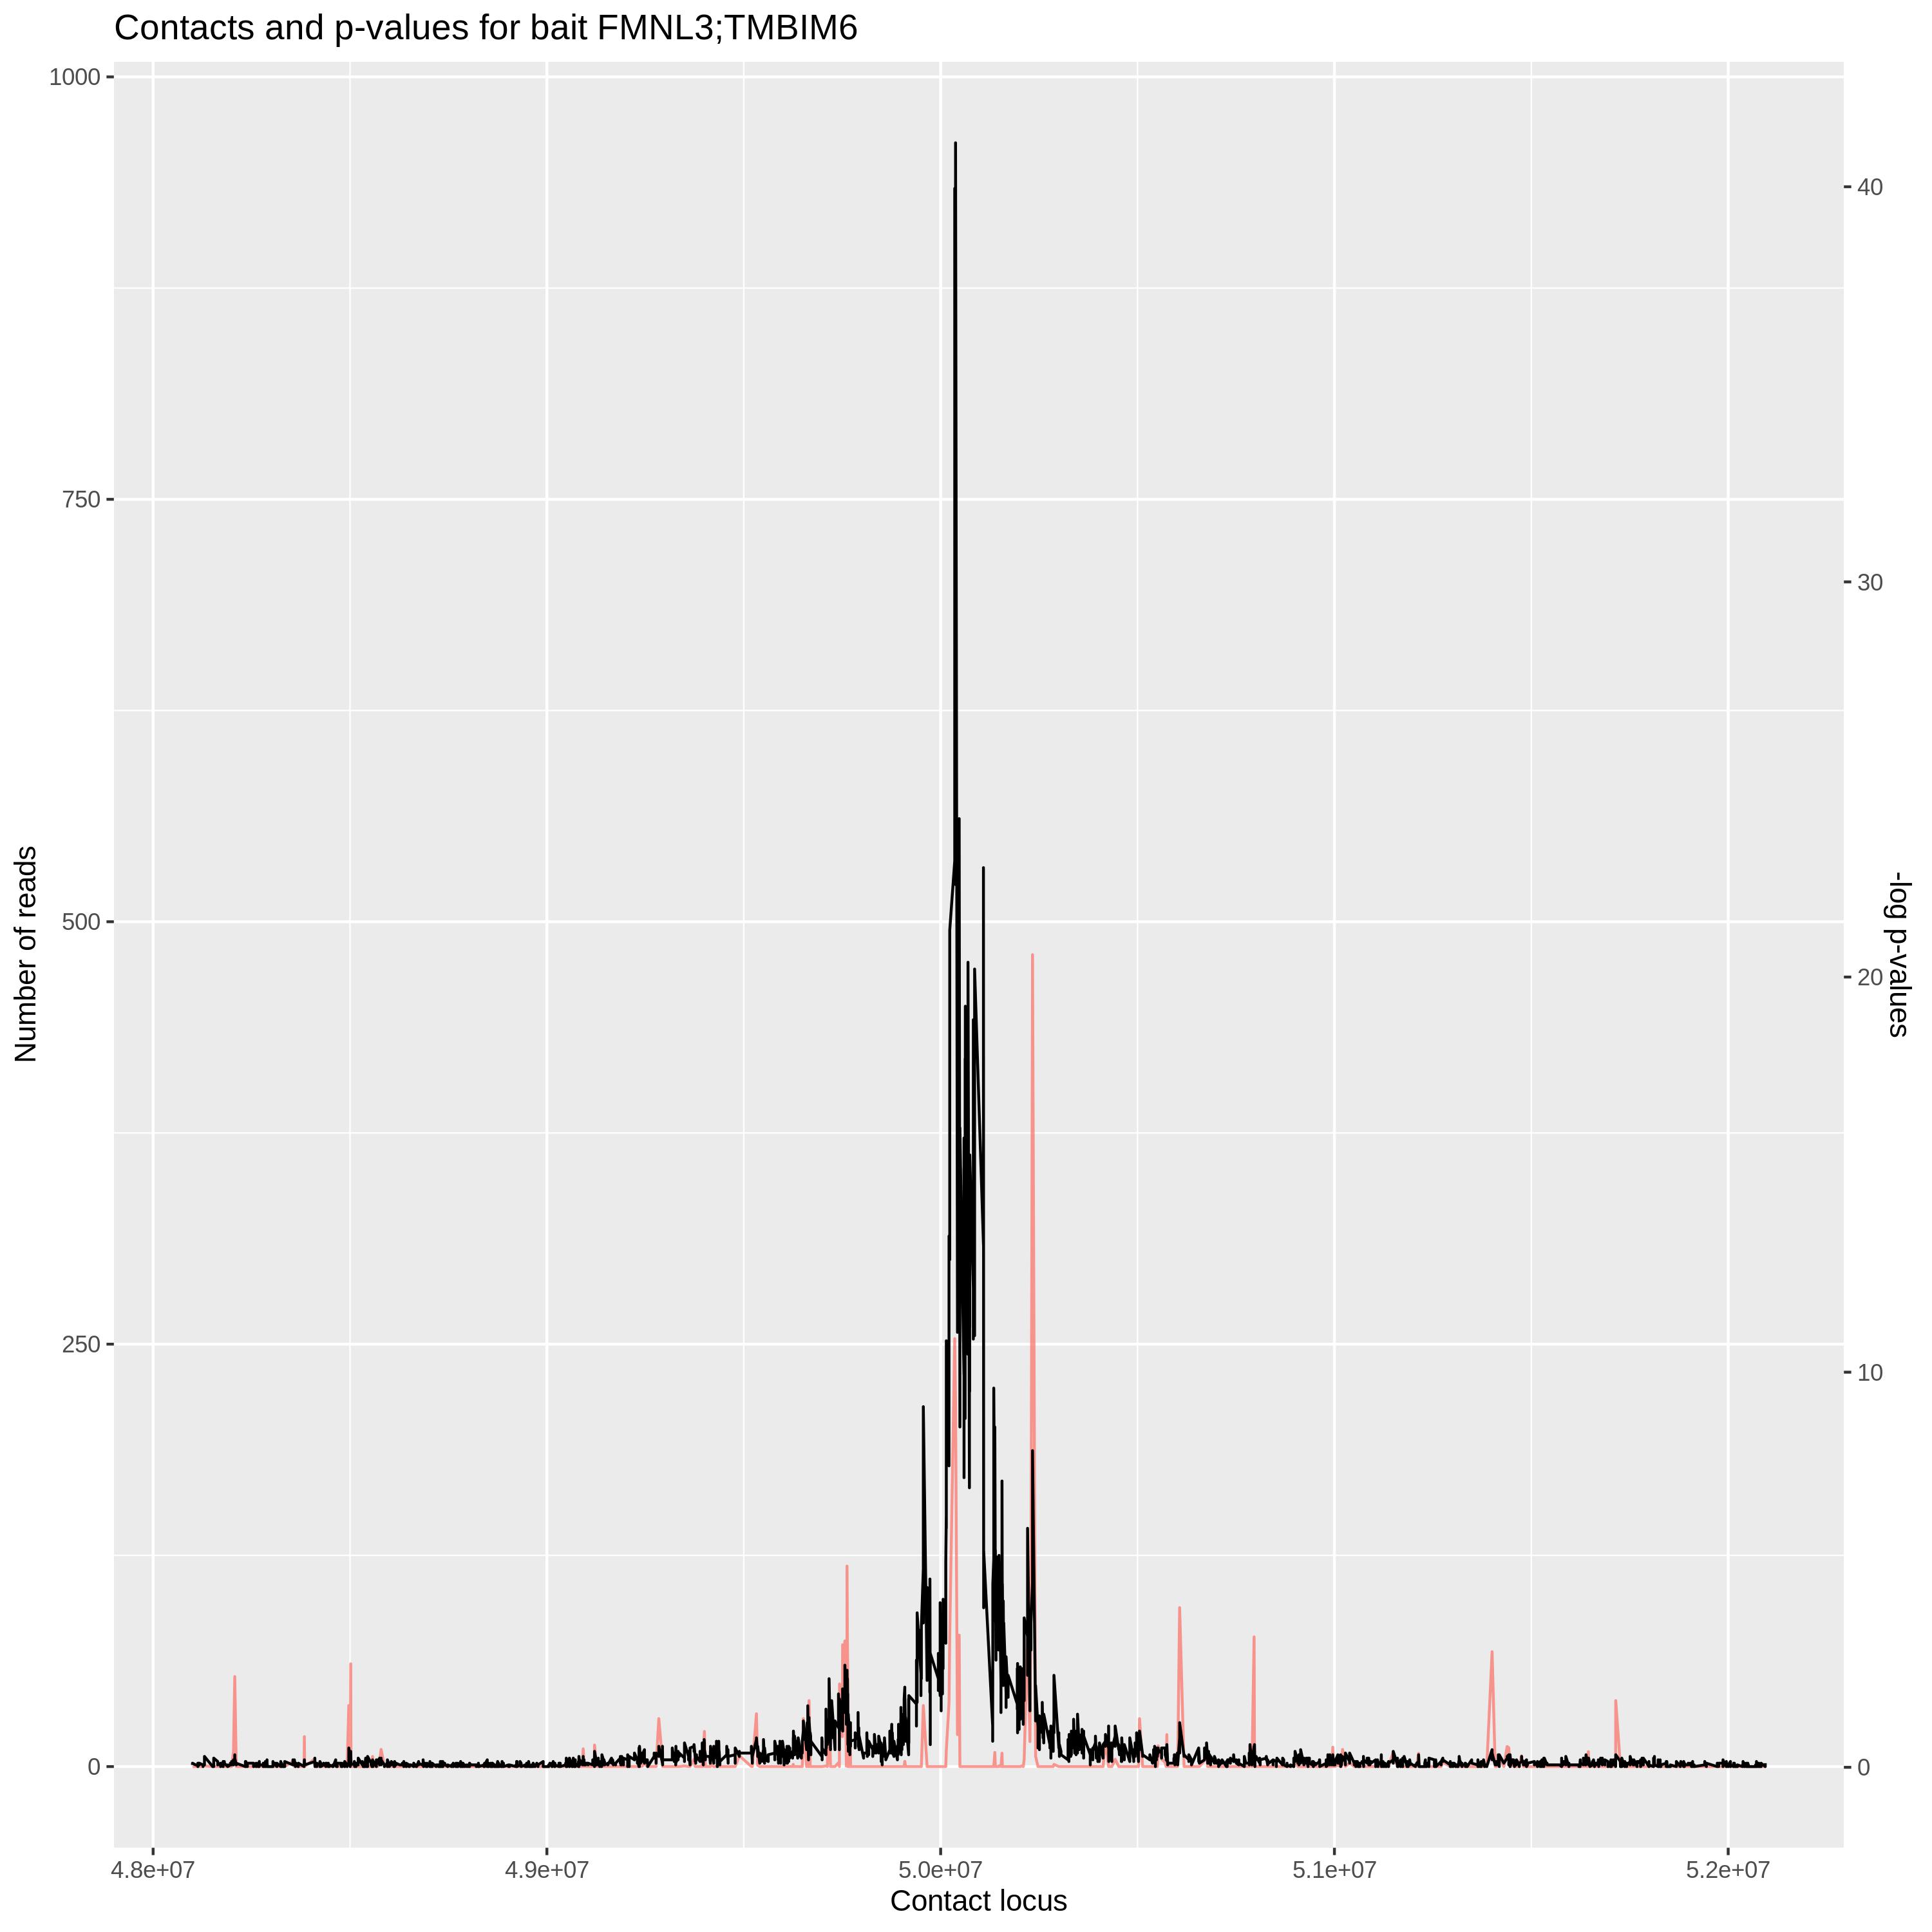 Contacts and p-values for bait FMNL3;TMBIM6
1000
750
500
250
0
Number of reads
40
30
20
10
0
-log p-values
4.8e+07
4.9e+07
5.0e+07
5.1e+07
5.2e+07
Contact locus